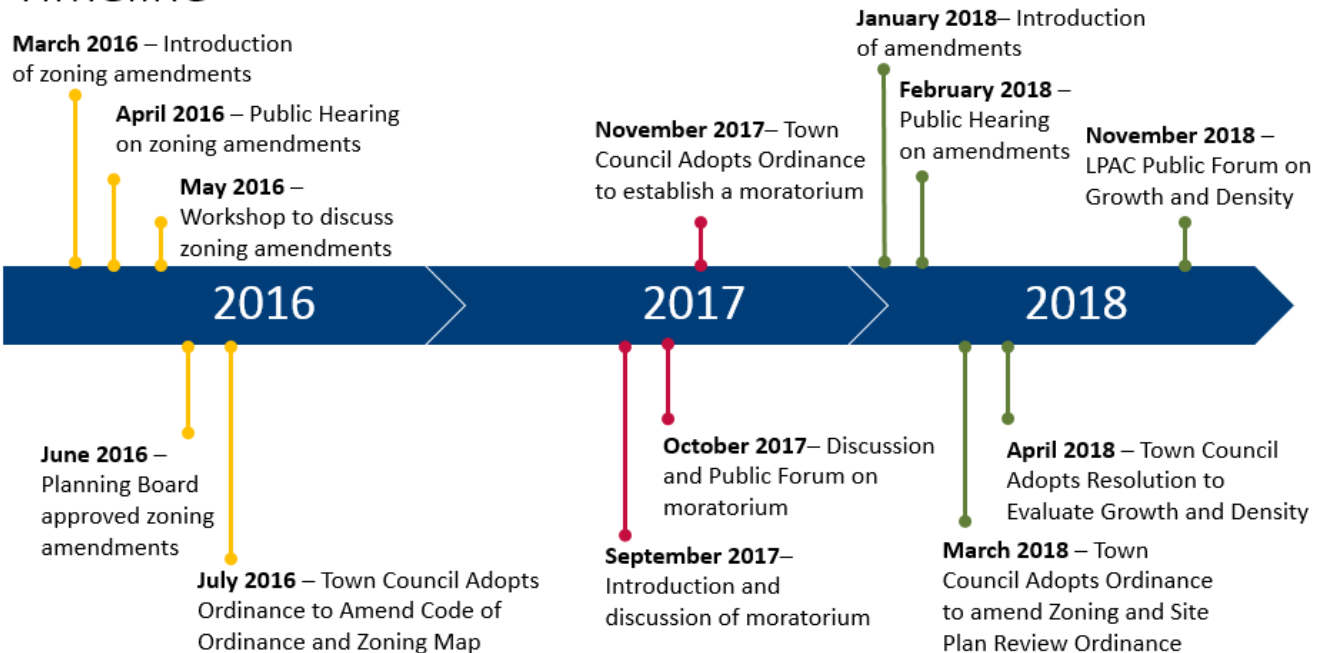 March 2016 – Introduction
of zoning amendments
April 2016 – Public Hearing
on zoning amendments
May 2016 –
Workshop to discuss
zoning amendments
November 2017– Town
Council Adopts Ordinance
to establish a moratorium
January 2018– Introduction
of amendments
February 2018 –
Public Hearing
on amendments
November 2018 –
LPAC Public Forum on
Growth and Density
2016
2017
2018
June 2016 –
Planning Board
approved zoning
amendments
July 2016 – Town Council Adopts
Ordinance to Amend Code of
Ordinance and Zoning Map
October 2017– Discussion
and Public Forum on
moratorium
September 2017–
Introduction and
discussion of moratorium
April 2018 – Town Council
Adopts Resolution to
Evaluate Growth and Density
March 2018 – Town
Council Adopts Ordinance
to amend Zoning and Site
Plan Review Ordinance